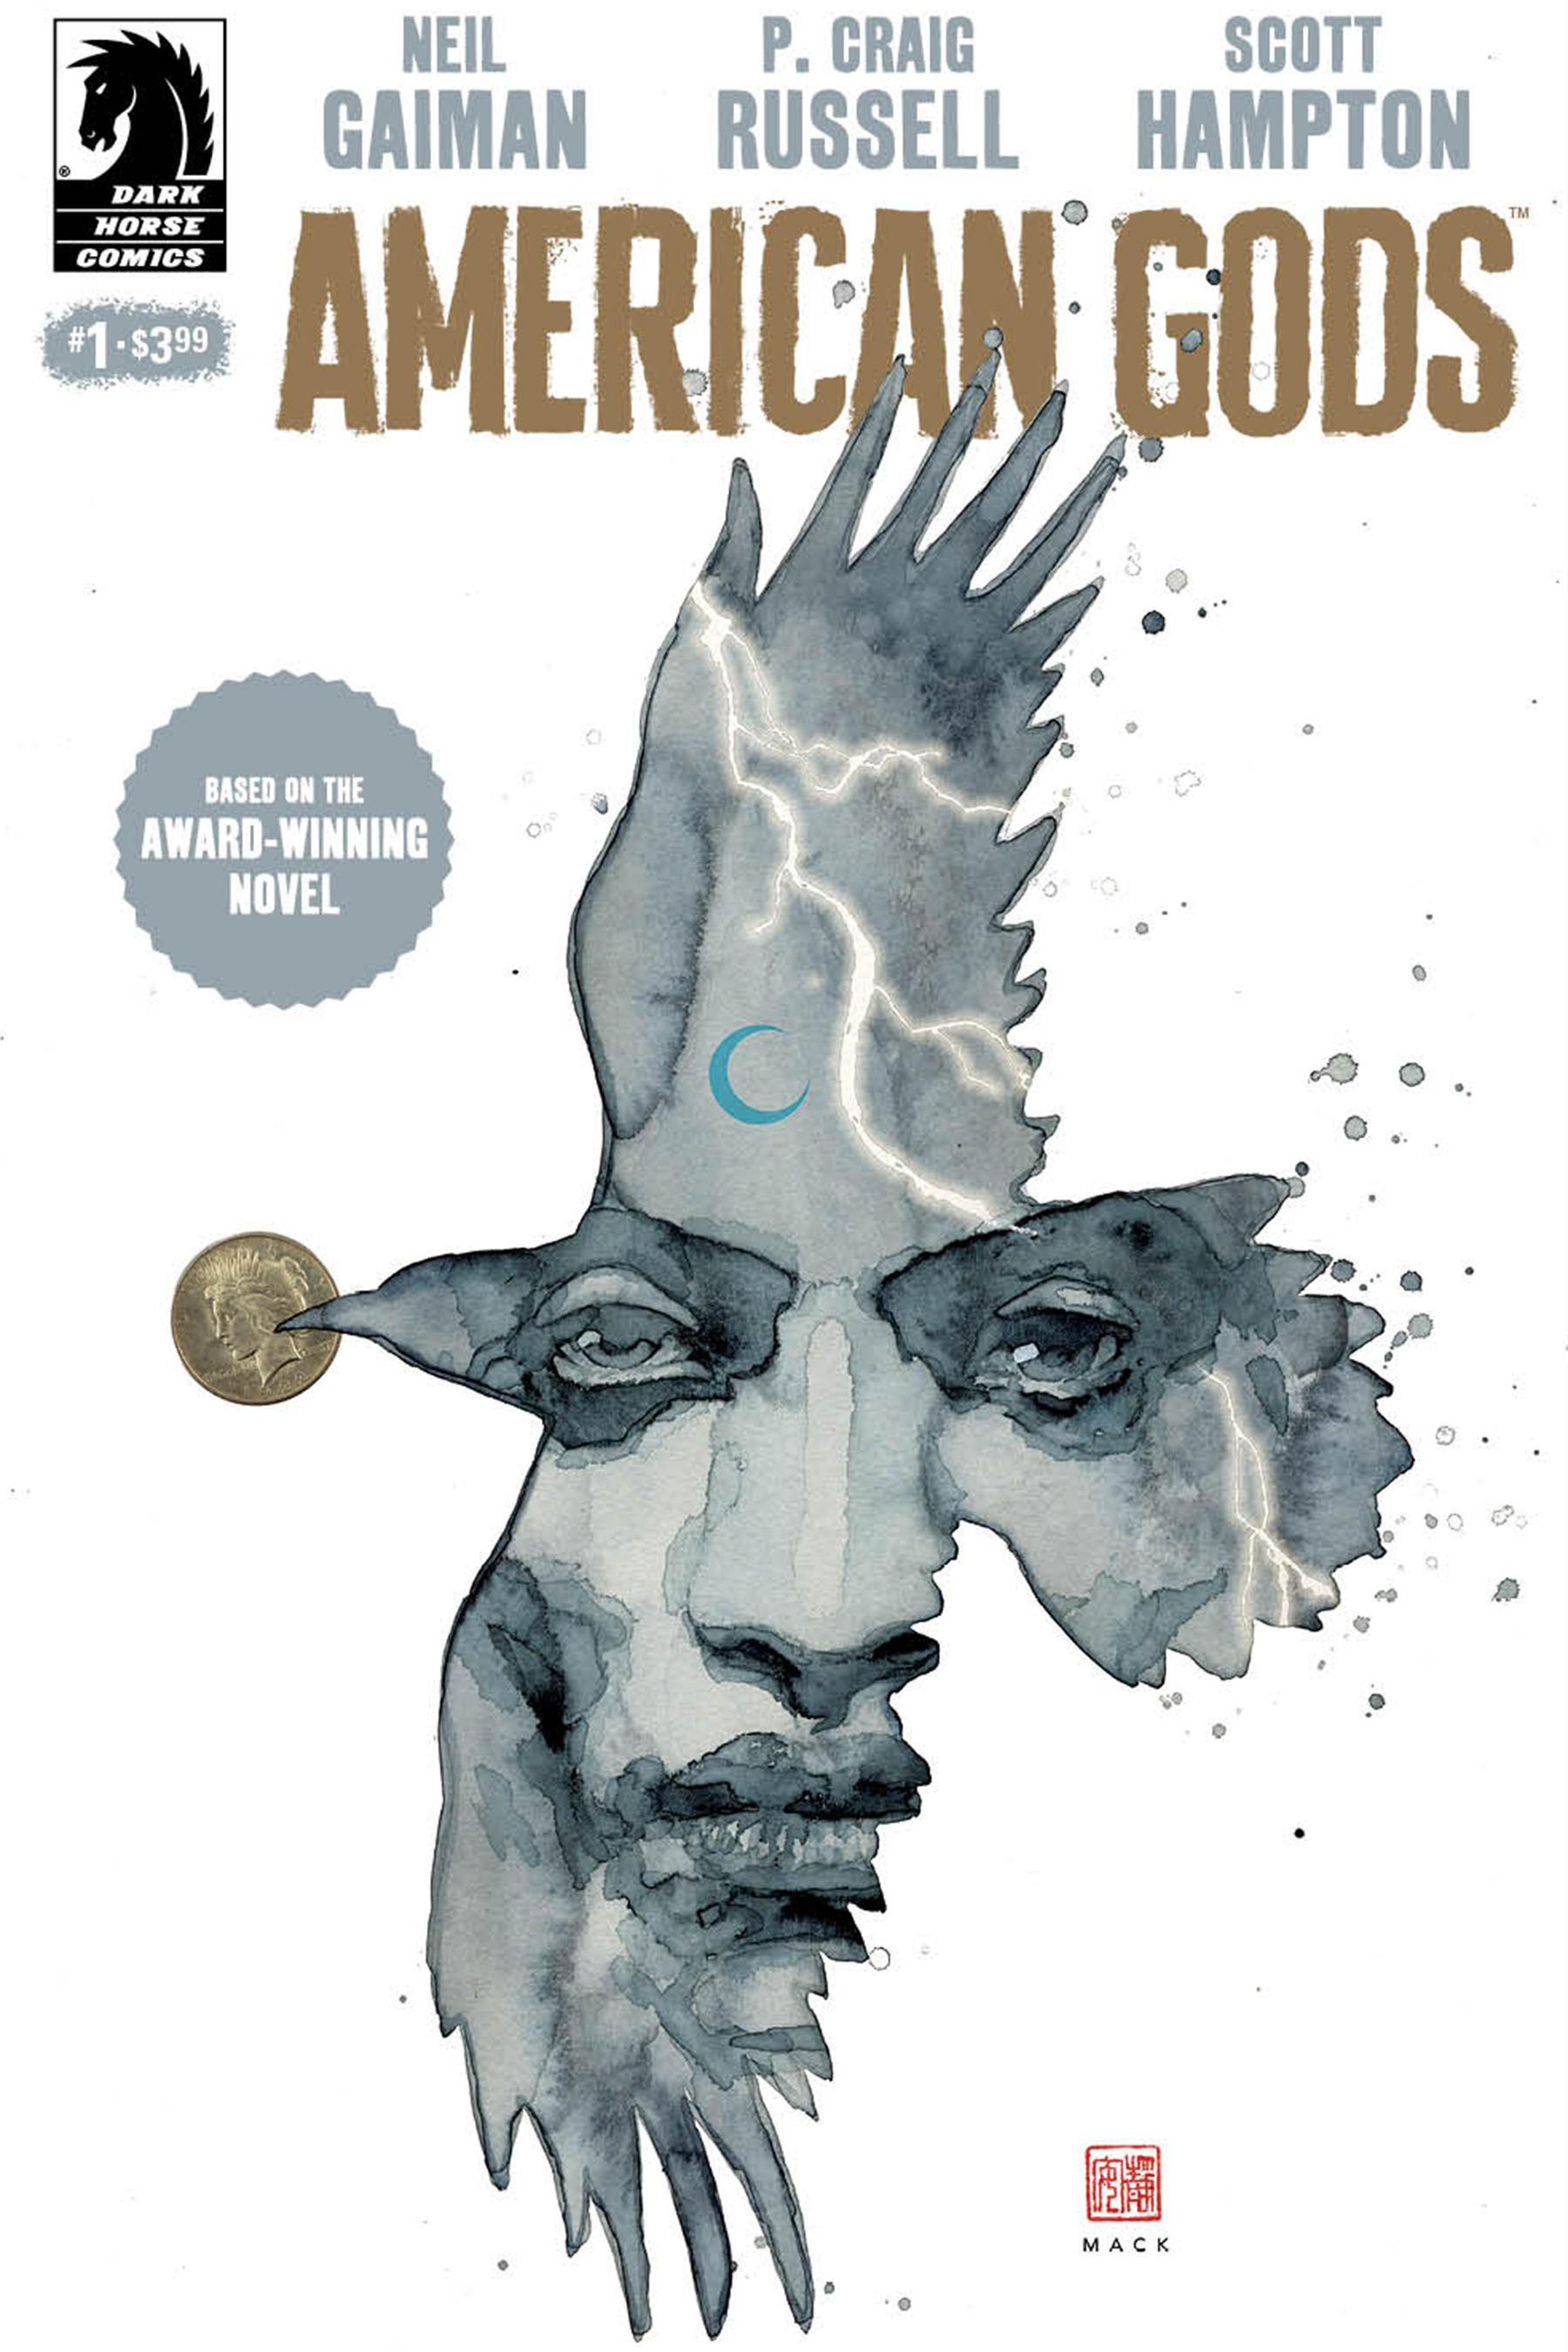 NEIL GAIMAN
P. CRAIG RUSSELL
SCOTT HAMPTON
DARK
HORSE
COMICS
®
AMERICAN GODS™
#1·$3.99
BASED ON THE
AWARD-WINNING
NOVEL
MACK